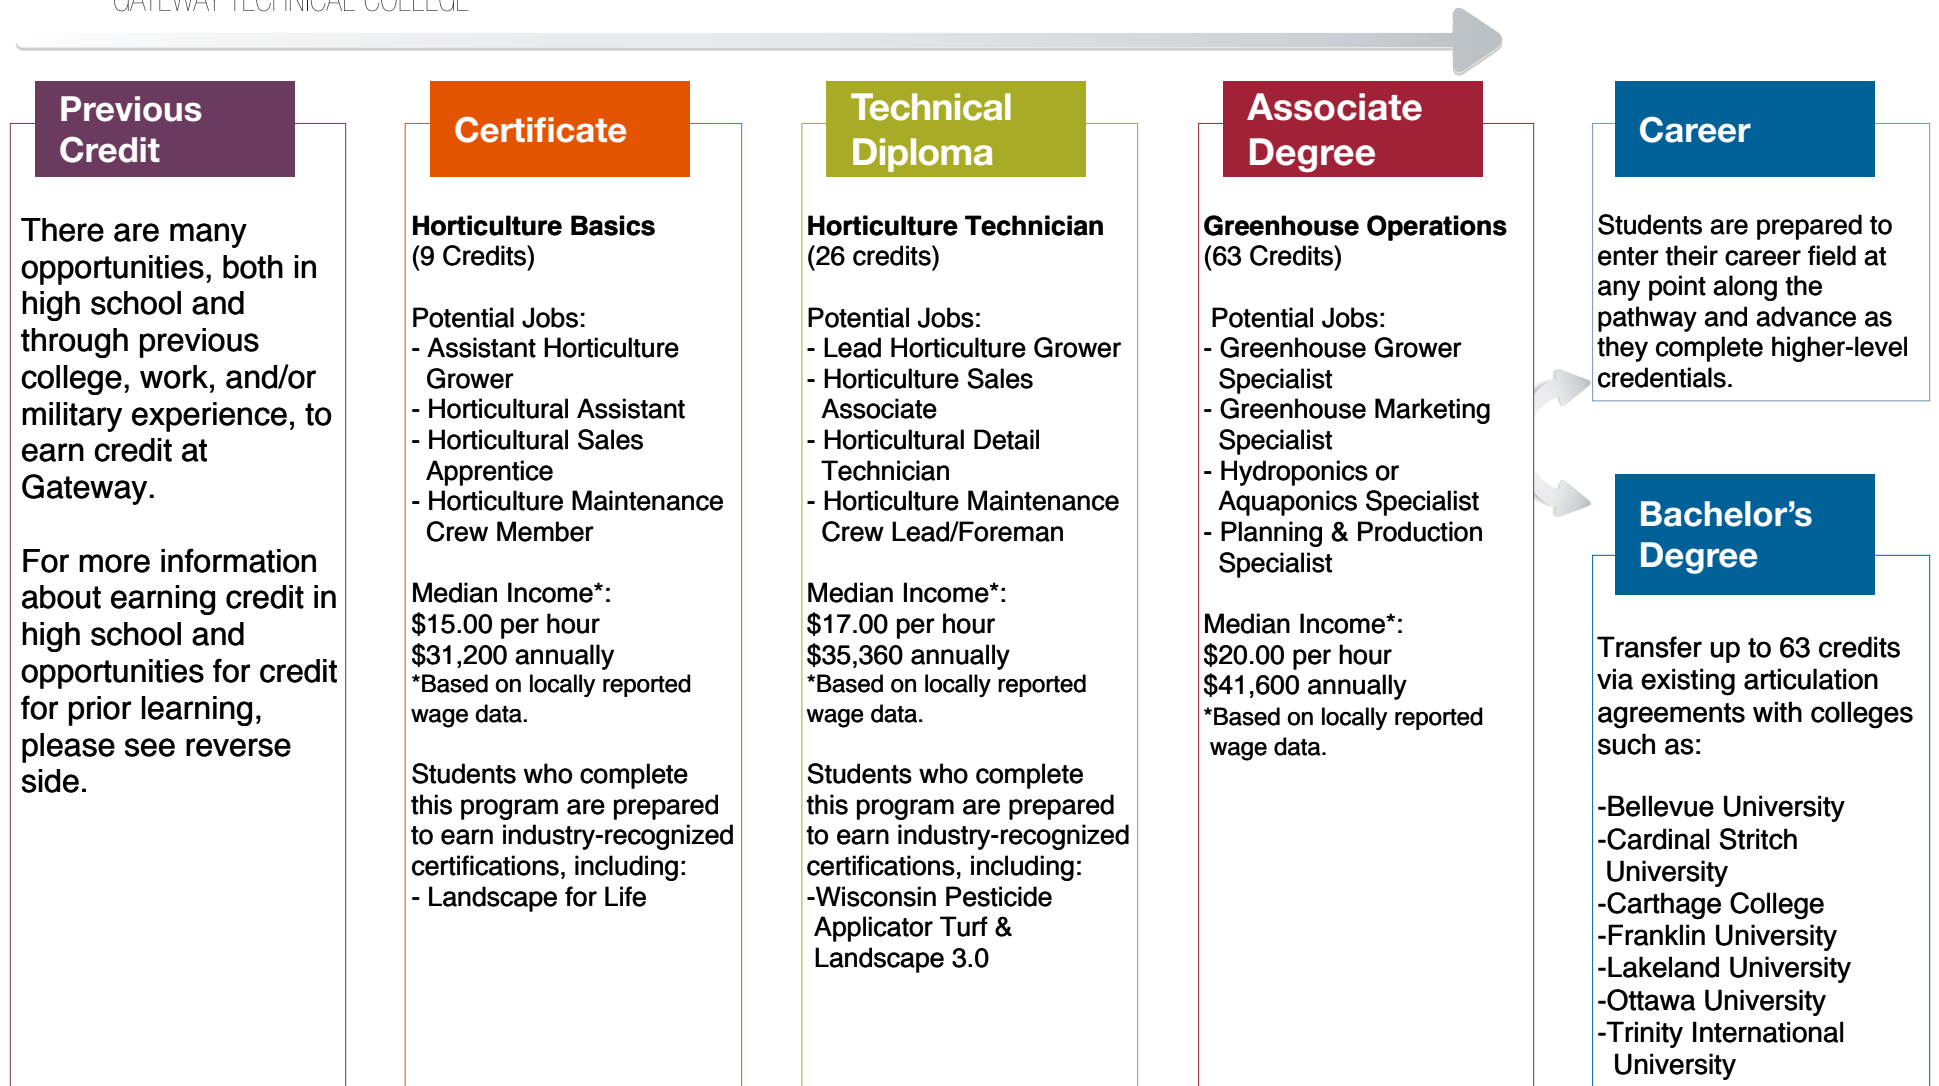 GATEWAY TECHNICAL COLLEGE
Previous
Credit
There are many
opportunities, both in
high school and
through previous
college, work, and/or
military experience, to
earn credit at
Gateway.
For more information
about earning credit in
high school and
opportunities for credit
for prior learning,
please see reverse
side.
Certificate
Horticulture Basics
(9 Credits)
Potential Jobs:
- Assistant Horticulture
Grower
- Horticultural Assistant
- Horticultural Sales
Apprentice
- Horticulture Maintenance
Crew Member
Median Income*:
$15.00 per hour
$31,200 annually
*Based on locally reported
wage data.
Students who complete
this program are prepared
to earn industry-recognized
certifications, including:
- Landscape for Life
Technical
Diploma
Horticulture Technician
(26 credits)
Potential Jobs:
- Lead Horticulture Grower
- Horticulture Sales
Associate
- Horticultural Detail
Technician
- Horticulture Maintenance
Crew Lead/Foreman
Median Income*:
$17.00 per hour
$35,360 annually
*Based on locally reported
wage data.
Students who complete
this program are prepared
to earn industry-recognized
certifications, including:
-Wisconsin Pesticide
Applicator Turf &
Landscape 3.0
Associate
Degree
Greenhouse Operations
(63 Credits)
Potential Jobs:
- Greenhouse Grower
Specialist
- Greenhouse Marketing
Specialist
- Hydroponics or
Aquaponics Specialist
- Planning & Production
Specialist
Median Income*:
$20.00 per hour
$41,600 annually
*Based on locally reported
wage data.
Career
Students are prepared to
enter their career field at
any point along the
pathway and advance as
they complete higher-level
credentials.
Bachelor's
Degree
Transfer up to 63 credits
via existing articulation
agreements with colleges
such as:
-Bellevue University
-Cardinal Stritch
University
-Carthage College
-Franklin University
-Lakeland University
-Ottawa University
-Trinity International
University